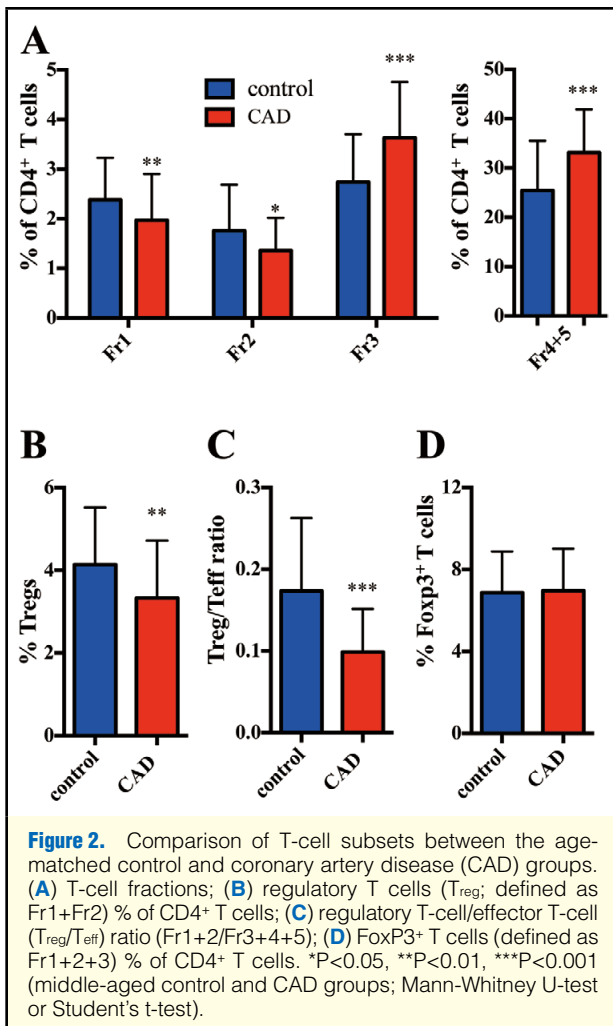 A
% of CD4⁺ T cells
5
4
3
2
1
0
control
CAD
**
*
***
Fr1
Fr2
Fr3
% of CD4⁺ T cells
50
40
30
20
10
0
***
Fr4+5
B
% Tregs
6
4
2
0
**
control
CAD
C
Treg/Teff ratio
0.3
0.2
0.1
0.0
***
control
CAD
D
% Foxp3⁺ T cells
12
9
6
3
0
control
CAD
Figure 2. Comparison of T-cell subsets between the age-
matched control and coronary artery disease (CAD) groups.
(A) T-cell fractions; (B) regulatory T cells (Treg; defined as
Fr1+Fr2) % of CD4⁺ T cells; (C) regulatory T-cell/effector T-cell
(Treg/Teff) ratio (Fr1+2/Fr3+4+5); (D) FoxP3⁺ T cells (defined as
Fr1+2+3) % of CD4⁺ T cells. *P<0.05, **P<0.01, ***P<0.001
(middle-aged control and CAD groups; Mann-Whitney U-test
or Student's t-test).